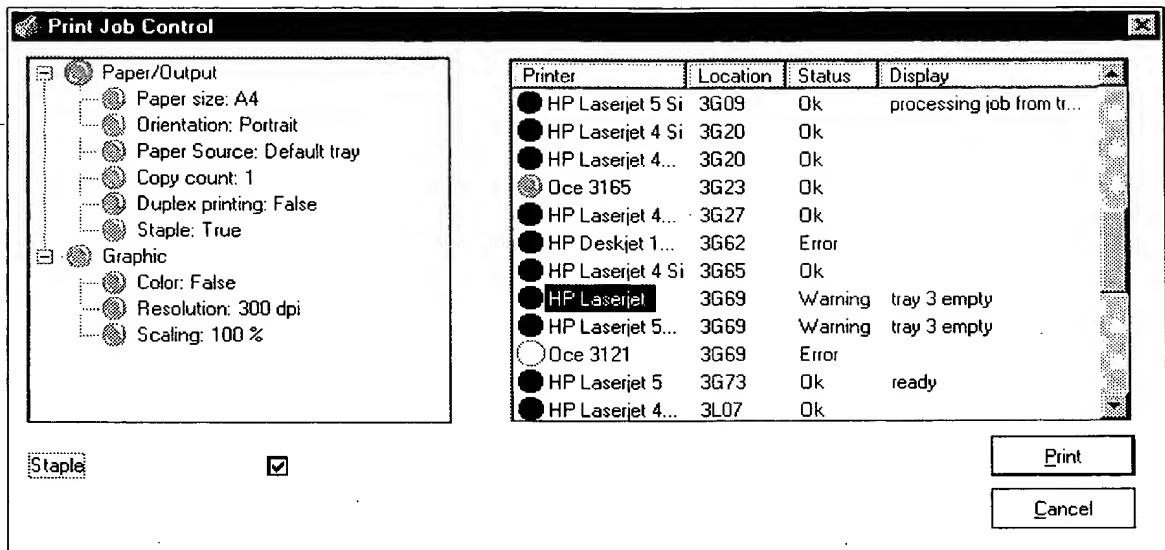 Print Job Control
Paper/Output
Paper size: A4
Orientation: Portrait
Paper Source: Default tray
Copy count: 1
Duplex printing: False
Staple: True
Graphic
Color: False
Resolution: 300 dpi
Scaling: 100 %
Printer Location Status Display
HP Laserjet 5 Si 3G09 Ok processing job from tr...
HP Laserjet 4 Si 3G20 Ok
HP Laserjet 4... 3G20 Ok
Oce 3165 3G23 Ok
HP Laserjet 4... 3G27 Ok
HP Deskjet 1... 3G62 Error
HP Laserjet 4 Si 3G65 Ok
HP Laserjet 3G69 Warning tray 3 empty
HP Laserjet 5... 3G69 Warning tray 3 empty
Oce 3121 3G69 Error
HP Laserjet 5 3G73 Ok ready
HP Laserjet 4... 3L07 Ok
Staple
Print
Cancel